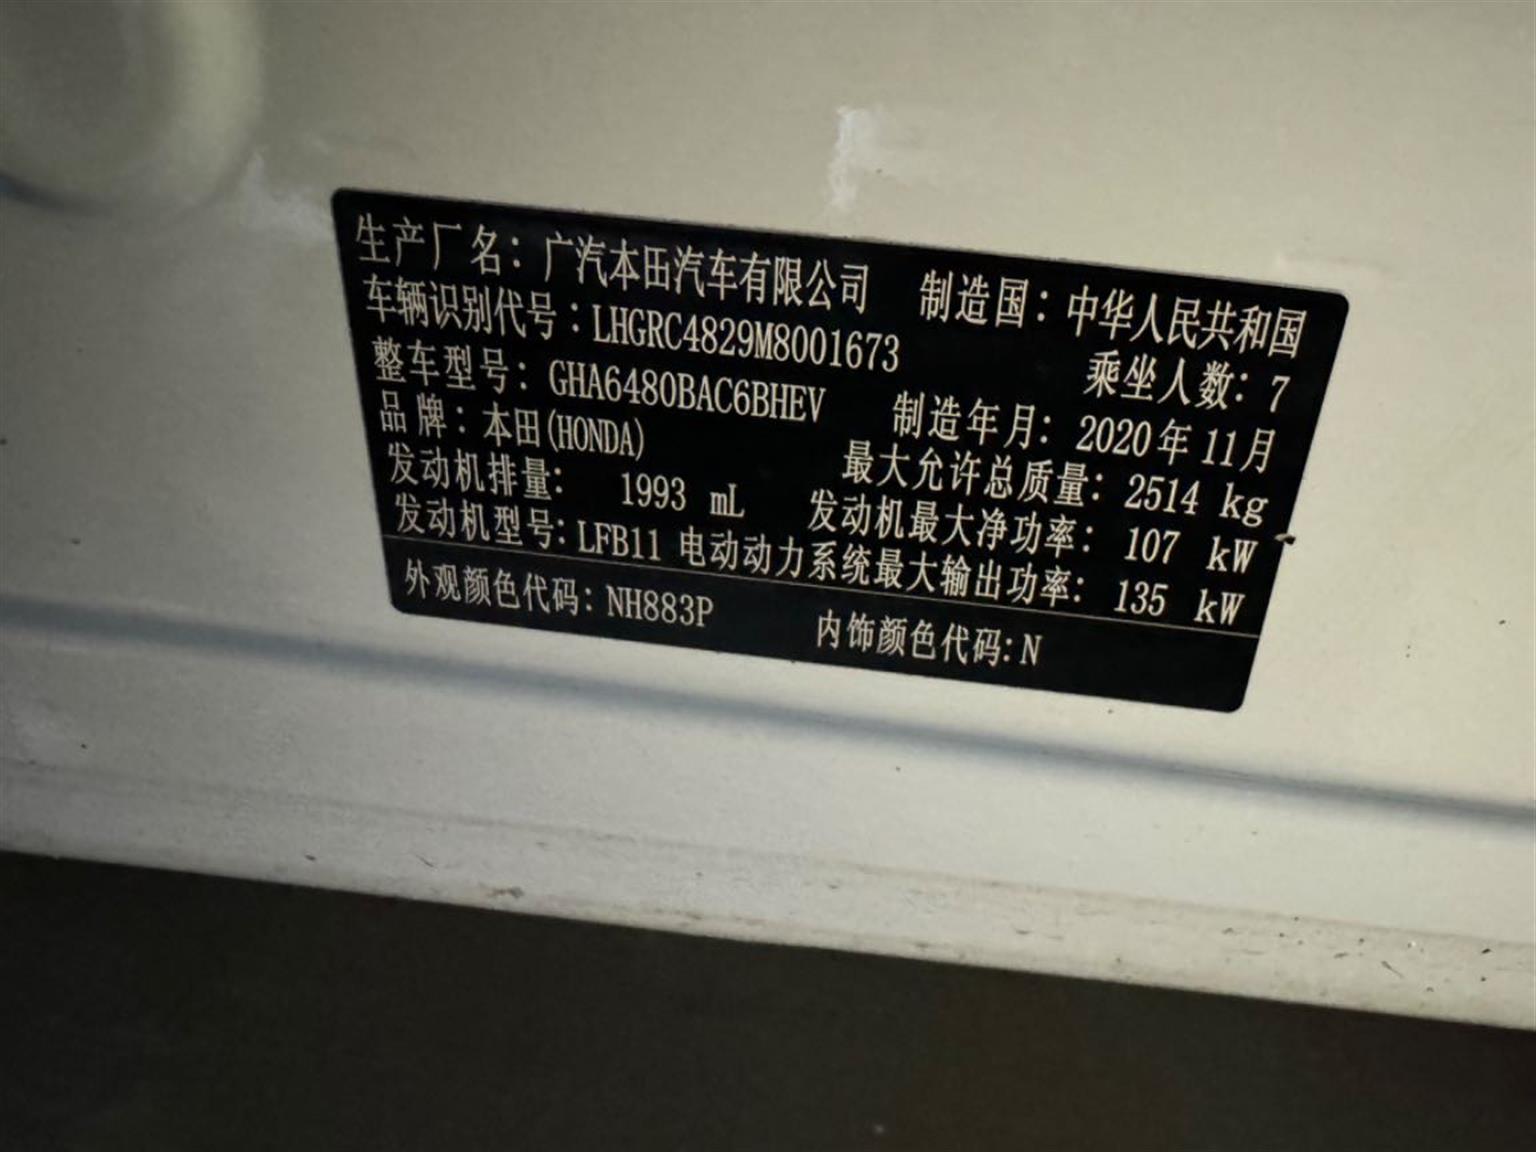 生产厂名：广汽本田汽车有限公司 制造国：中华人民共和国
车辆识别代号：LHGRC4829M8001673 乘坐人数：7
整车型号：GHA6480BAC6BHEV 制造年月：2020年11月
品牌：本田(HONDA) 最大允许总质量：2514 kg
发动机排量： 1993 mL 发动机最大净功率： 107 kW
发动机型号：LFB11 电动动力系统最大输出功率： 135 kW
外观颜色代码：NH883P 内饰颜色代码：N